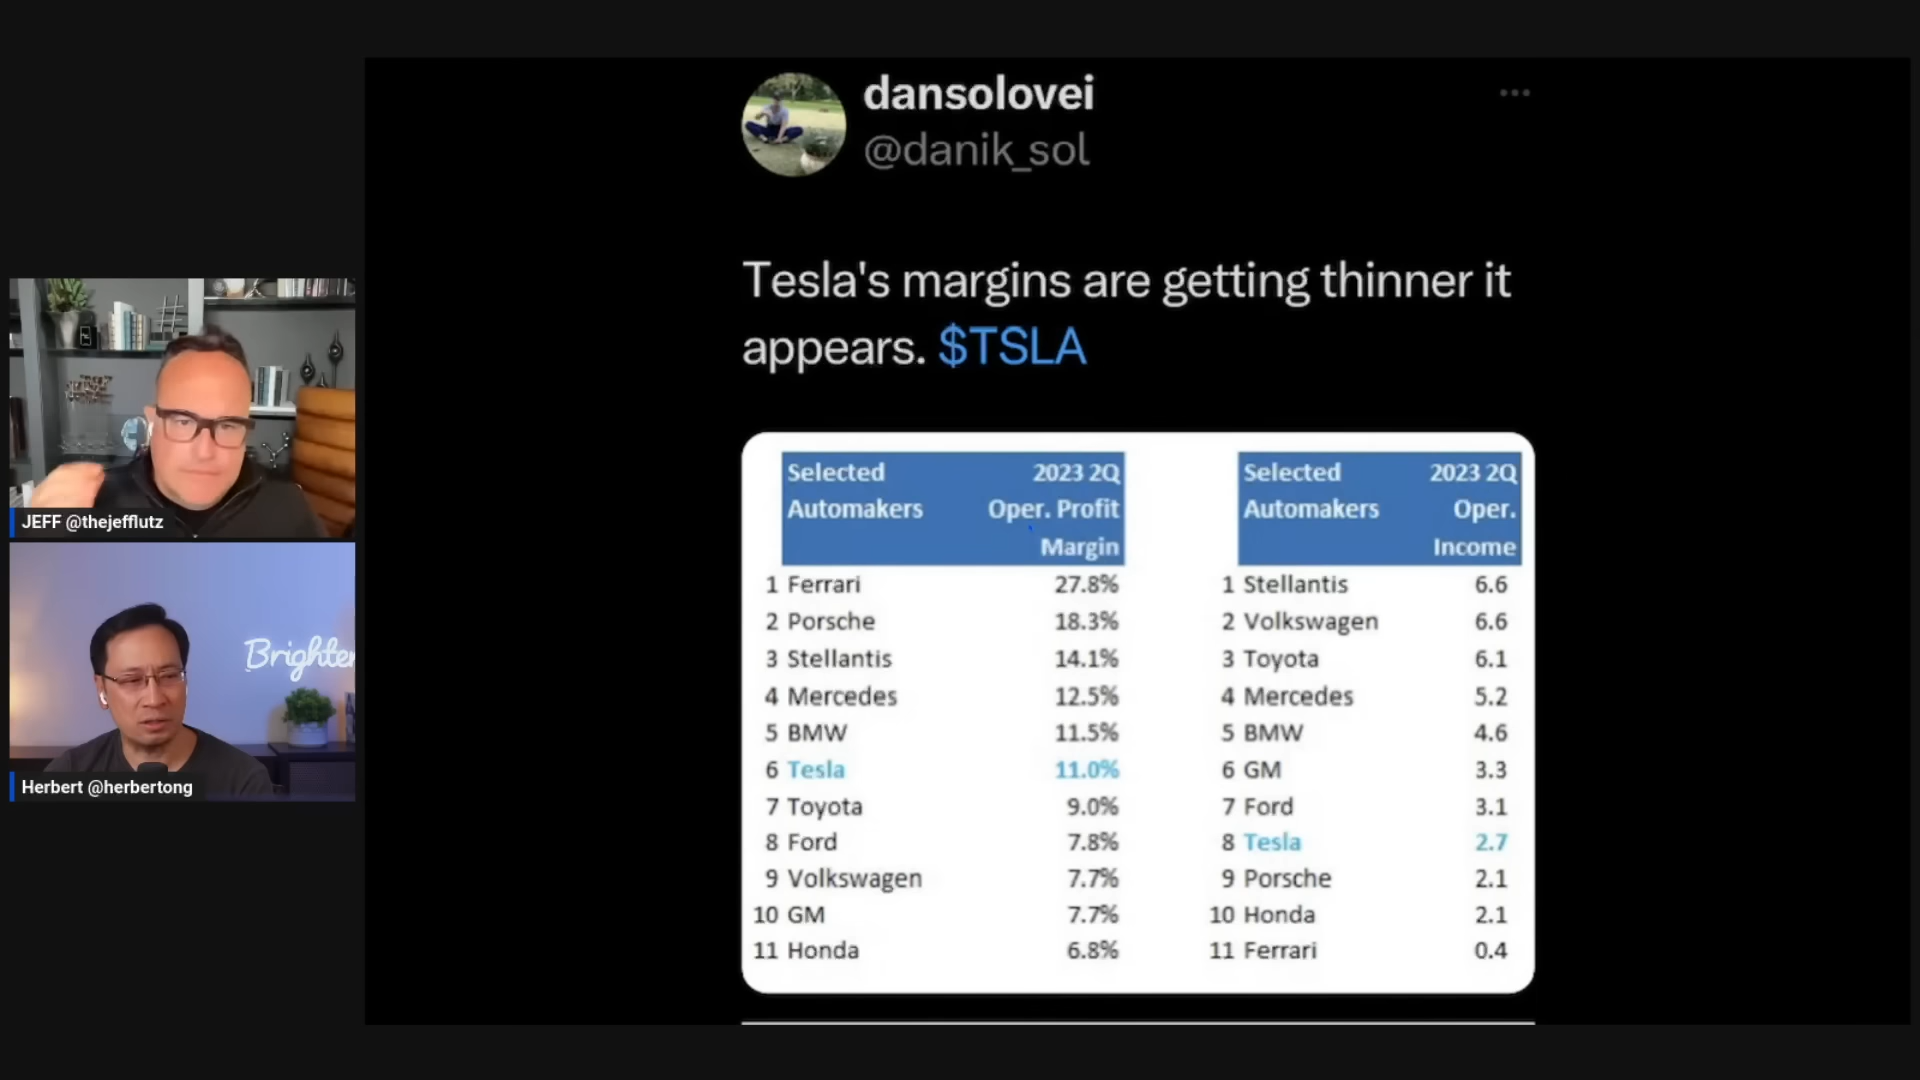 dansolovei
@danik_sol
Tesla's margins are getting thinner it
appears. $TSLA
Selected 2023 2Q
Automakers Oper. Profit
Margin
1 Ferrari 27.8%
2 Porsche 18.3%
3 Stellantis 14.1%
4 Mercedes 12.5%
5 BMW 11.5%
6 Tesla 11.0%
7 Toyota 9.0%
8 Ford 7.8%
9 Volkswagen 7.7%
10 GM 7.7%
11 Honda 6.8%
Selected 2023 2Q
Automakers Oper.
Income
1 Stellantis 6.6
2 Volkswagen 6.6
3 Toyota 6.1
4 Mercedes 5.2
5 BMW 4.6
6 GM 3.3
7 Ford 3.1
8 Tesla 2.7
9 Porsche 2.1
10 Honda 2.1
11 Ferrari 0.4
JEFF @thejefflutz
Brighter
Herbert @herbertong